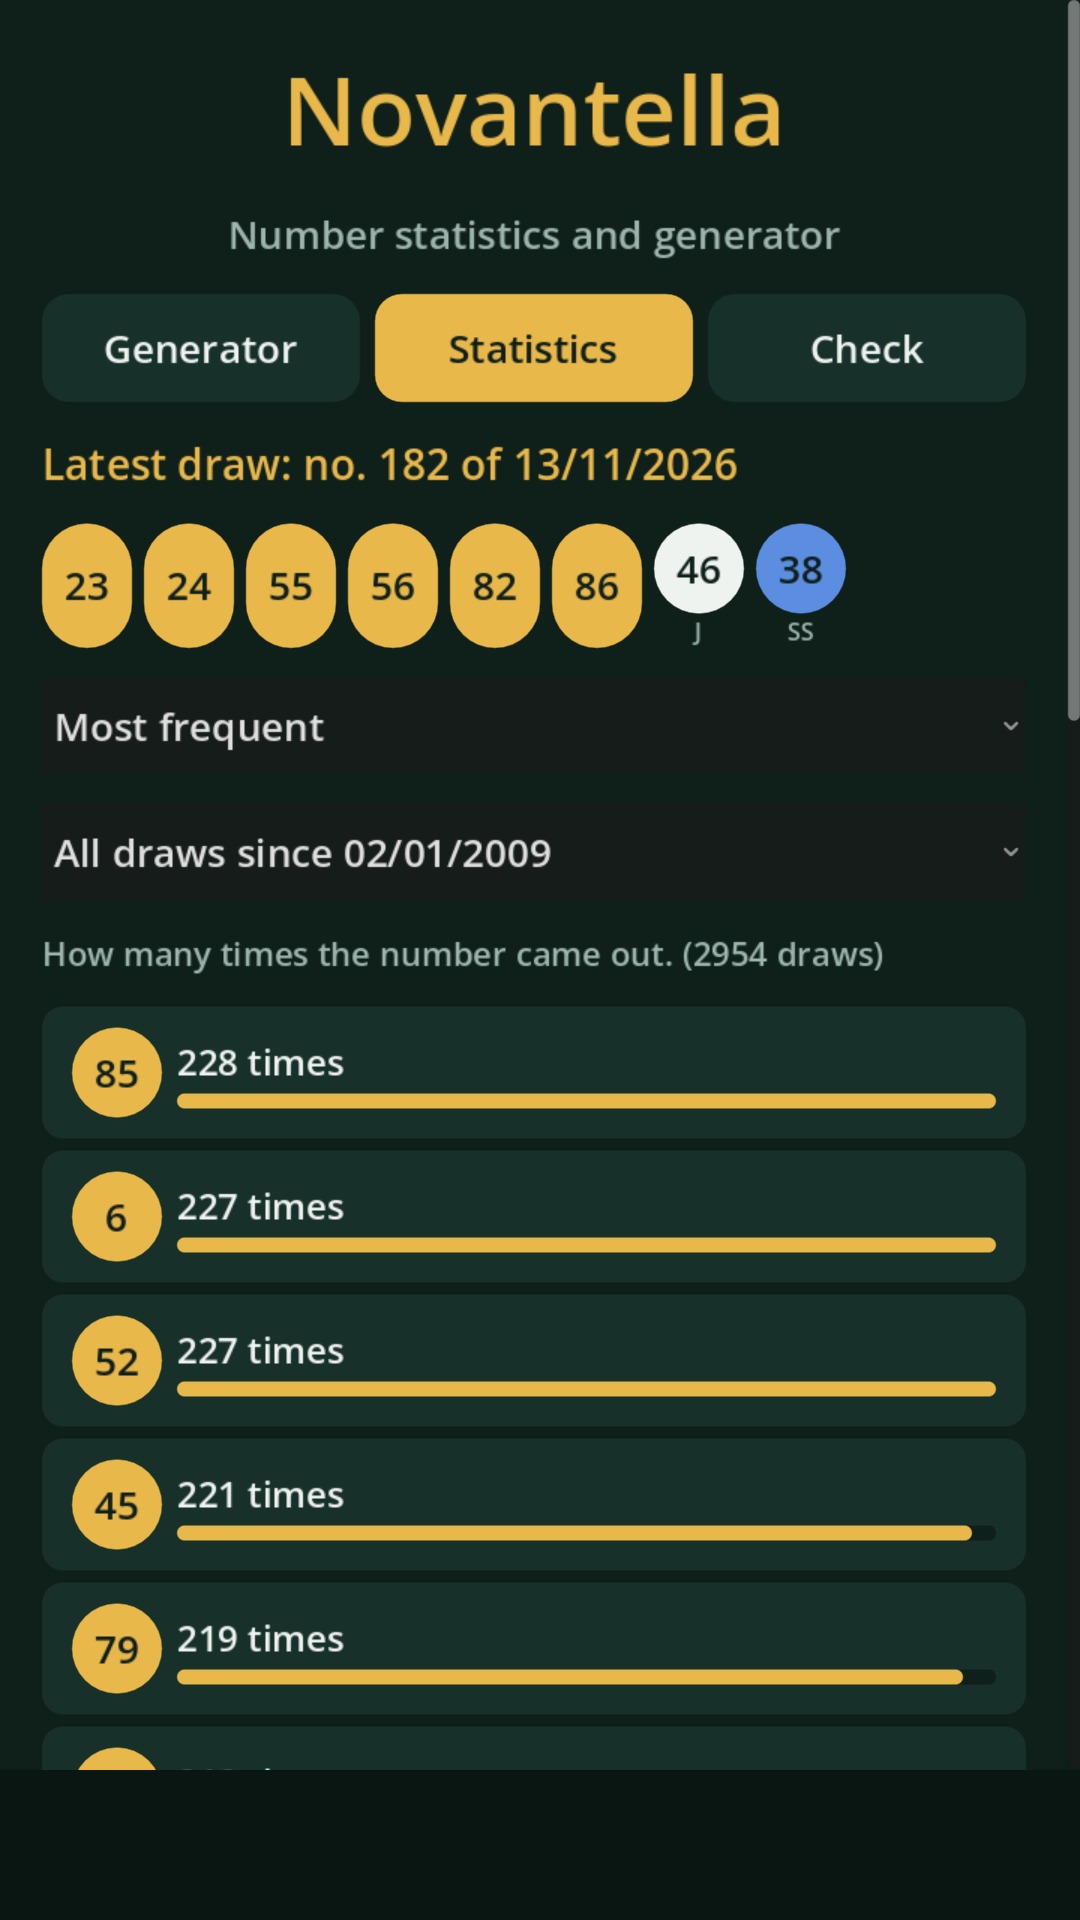 Novantella
Number statistics and generator
Generator Statistics Check
Latest draw: no. 182 of 13/11/2026
23 24 55 56 82 86 46 38
J SS
Most frequent
All draws since 02/01/2009
How many times the number came out. (2954 draws)
85 228 times
6 227 times
52 227 times
45 221 times
79 219 times